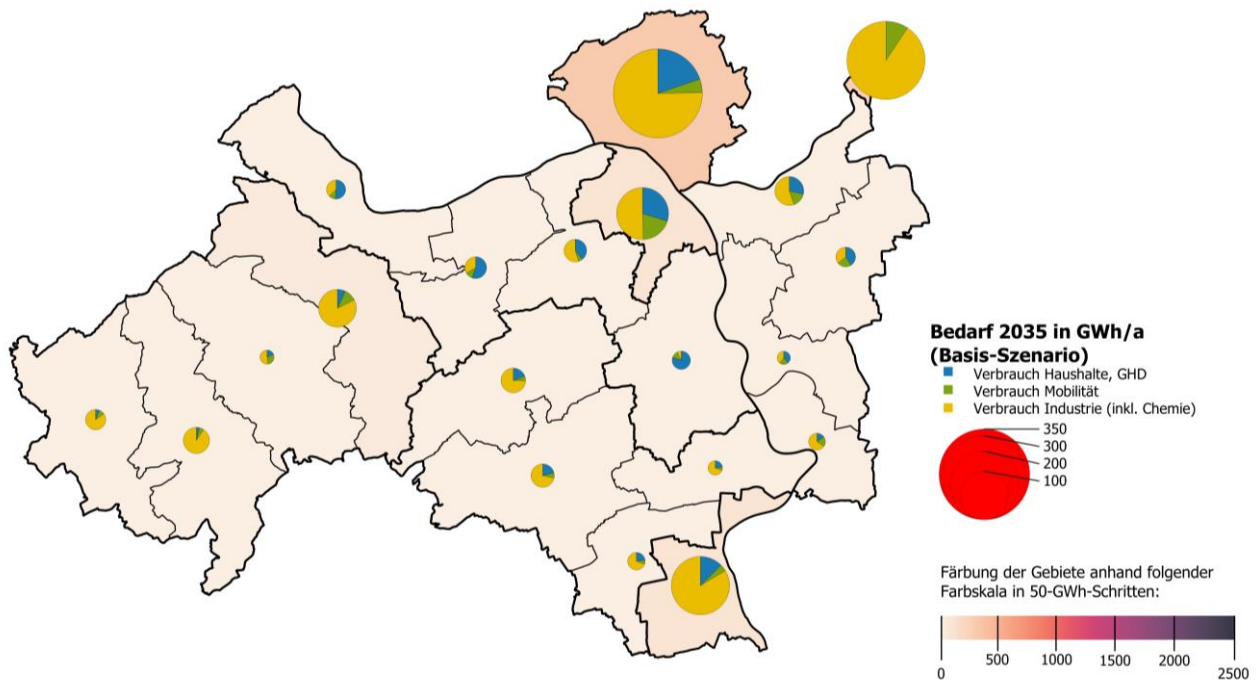 Bedarf 2035 in GWh/a
(Basis-Szenario)
Verbrauch Haushalte, GHD
Verbrauch Mobilität
Verbrauch Industrie (inkl. Chemie)
350
300
200
100
Färbung der Gebiete anhand folgender
Farbskala in 50-GWh-Schritten:
0 500 1000 1500 2000 2500